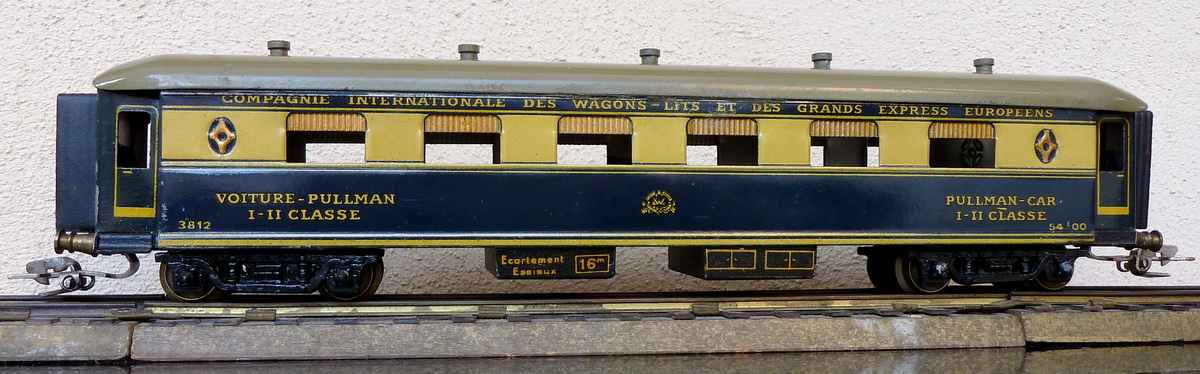 COMPAGNIE INTERNATIONALE DES WAGONS-LITS ET DES GRANDS EXPRESS EUROPEENS
VOITURE-PULLMAN
I-II CLASSE
3812
PULLMAN-CAR
I-II CLASSE
54 T 00
Ecartement
Essieux
16m